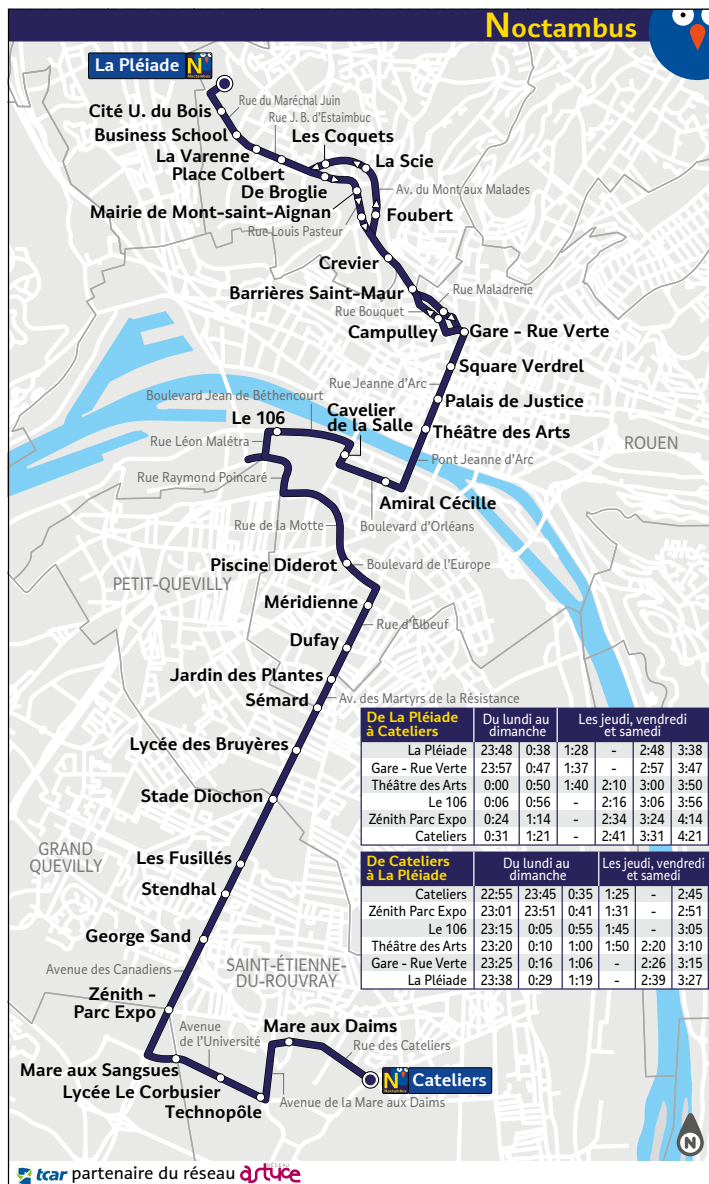 Noctambus
La Pléiade N Noctambus
Rue du Maréchal Juin
Cité U. du Bois
Rue J. B. d'Estaimbuc
Business School
Les Coquets
La Varenne
La Scie
Place Colbert
De Broglie
Av. du Mont aux Malades
Mairie de Mont-saint-Aignan
Foubert
Rue Louis Pasteur
Crevier
Barrières Saint-Maur
Rue Maladrerie
Rue Bouquet
Campulley
Gare - Rue Verte
Square Verdrel
Rue Jeanne d'Arc
Boulevard Jean de Béthencourt
Palais de Justice
Le 106
Cavelier
de la Salle
Théâtre des Arts
Rue Léon Malétra
ROUEN
Pont Jeanne d'Arc
Rue Raymond Poincaré
Amiral Cécille
Rue de la Motte
Boulevard d'Orléans
Piscine Diderot
Boulevard de l'Europe
PETIT-QUEVILLY
Méridienne
Rue d'Elbeuf
Dufay
Jardin des Plantes
Sémard
Av. des Martyrs de la Résistance
Lycée des Bruyères
Stade Diochon
GRAND
QUEVILLY
Les Fusillés
Stendhal
George Sand
Avenue des Canadiens
SAINT-ÉTIENNE-
DU-ROUVRAY
Zénith -
Parc Expo
Avenue
de l'Université
Mare aux Daims
Rue des Cateliers
Mare aux Sangsues
Lycée Le Corbusier
N Noctambus Cateliers
Technopôle
Avenue de la Mare aux Daims
De La Pléiade Du lundi au Les jeudi, vendredi
à Cateliers dimanche et samedi
La Pléiade 23:48 0:38 1:28 - 2:48 3:38
Gare - Rue Verte 23:57 0:47 1:37 - 2:57 3:47
Théâtre des Arts 0:00 0:50 1:40 2:10 3:00 3:50
Le 106 0:06 0:56 - 2:16 3:06 3:56
Zénith Parc Expo 0:24 1:14 - 2:34 3:24 4:14
Cateliers 0:31 1:21 - 2:41 3:31 4:21
De Cateliers Du lundi au Les jeudi, vendredi
à La Pléiade dimanche et samedi
Cateliers 22:55 23:45 0:35 1:25 - 2:45
Zénith Parc Expo 23:01 23:51 0:41 1:31 - 2:51
Le 106 23:15 0:05 0:55 1:45 - 3:05
Théâtre des Arts 23:20 0:10 1:00 1:50 2:20 3:10
Gare - Rue Verte 23:25 0:16 1:06 - 2:26 3:15
La Pléiade 23:38 0:29 1:19 - 2:39 3:27
N
tcar partenaire du réseau RÉSEAU astuce